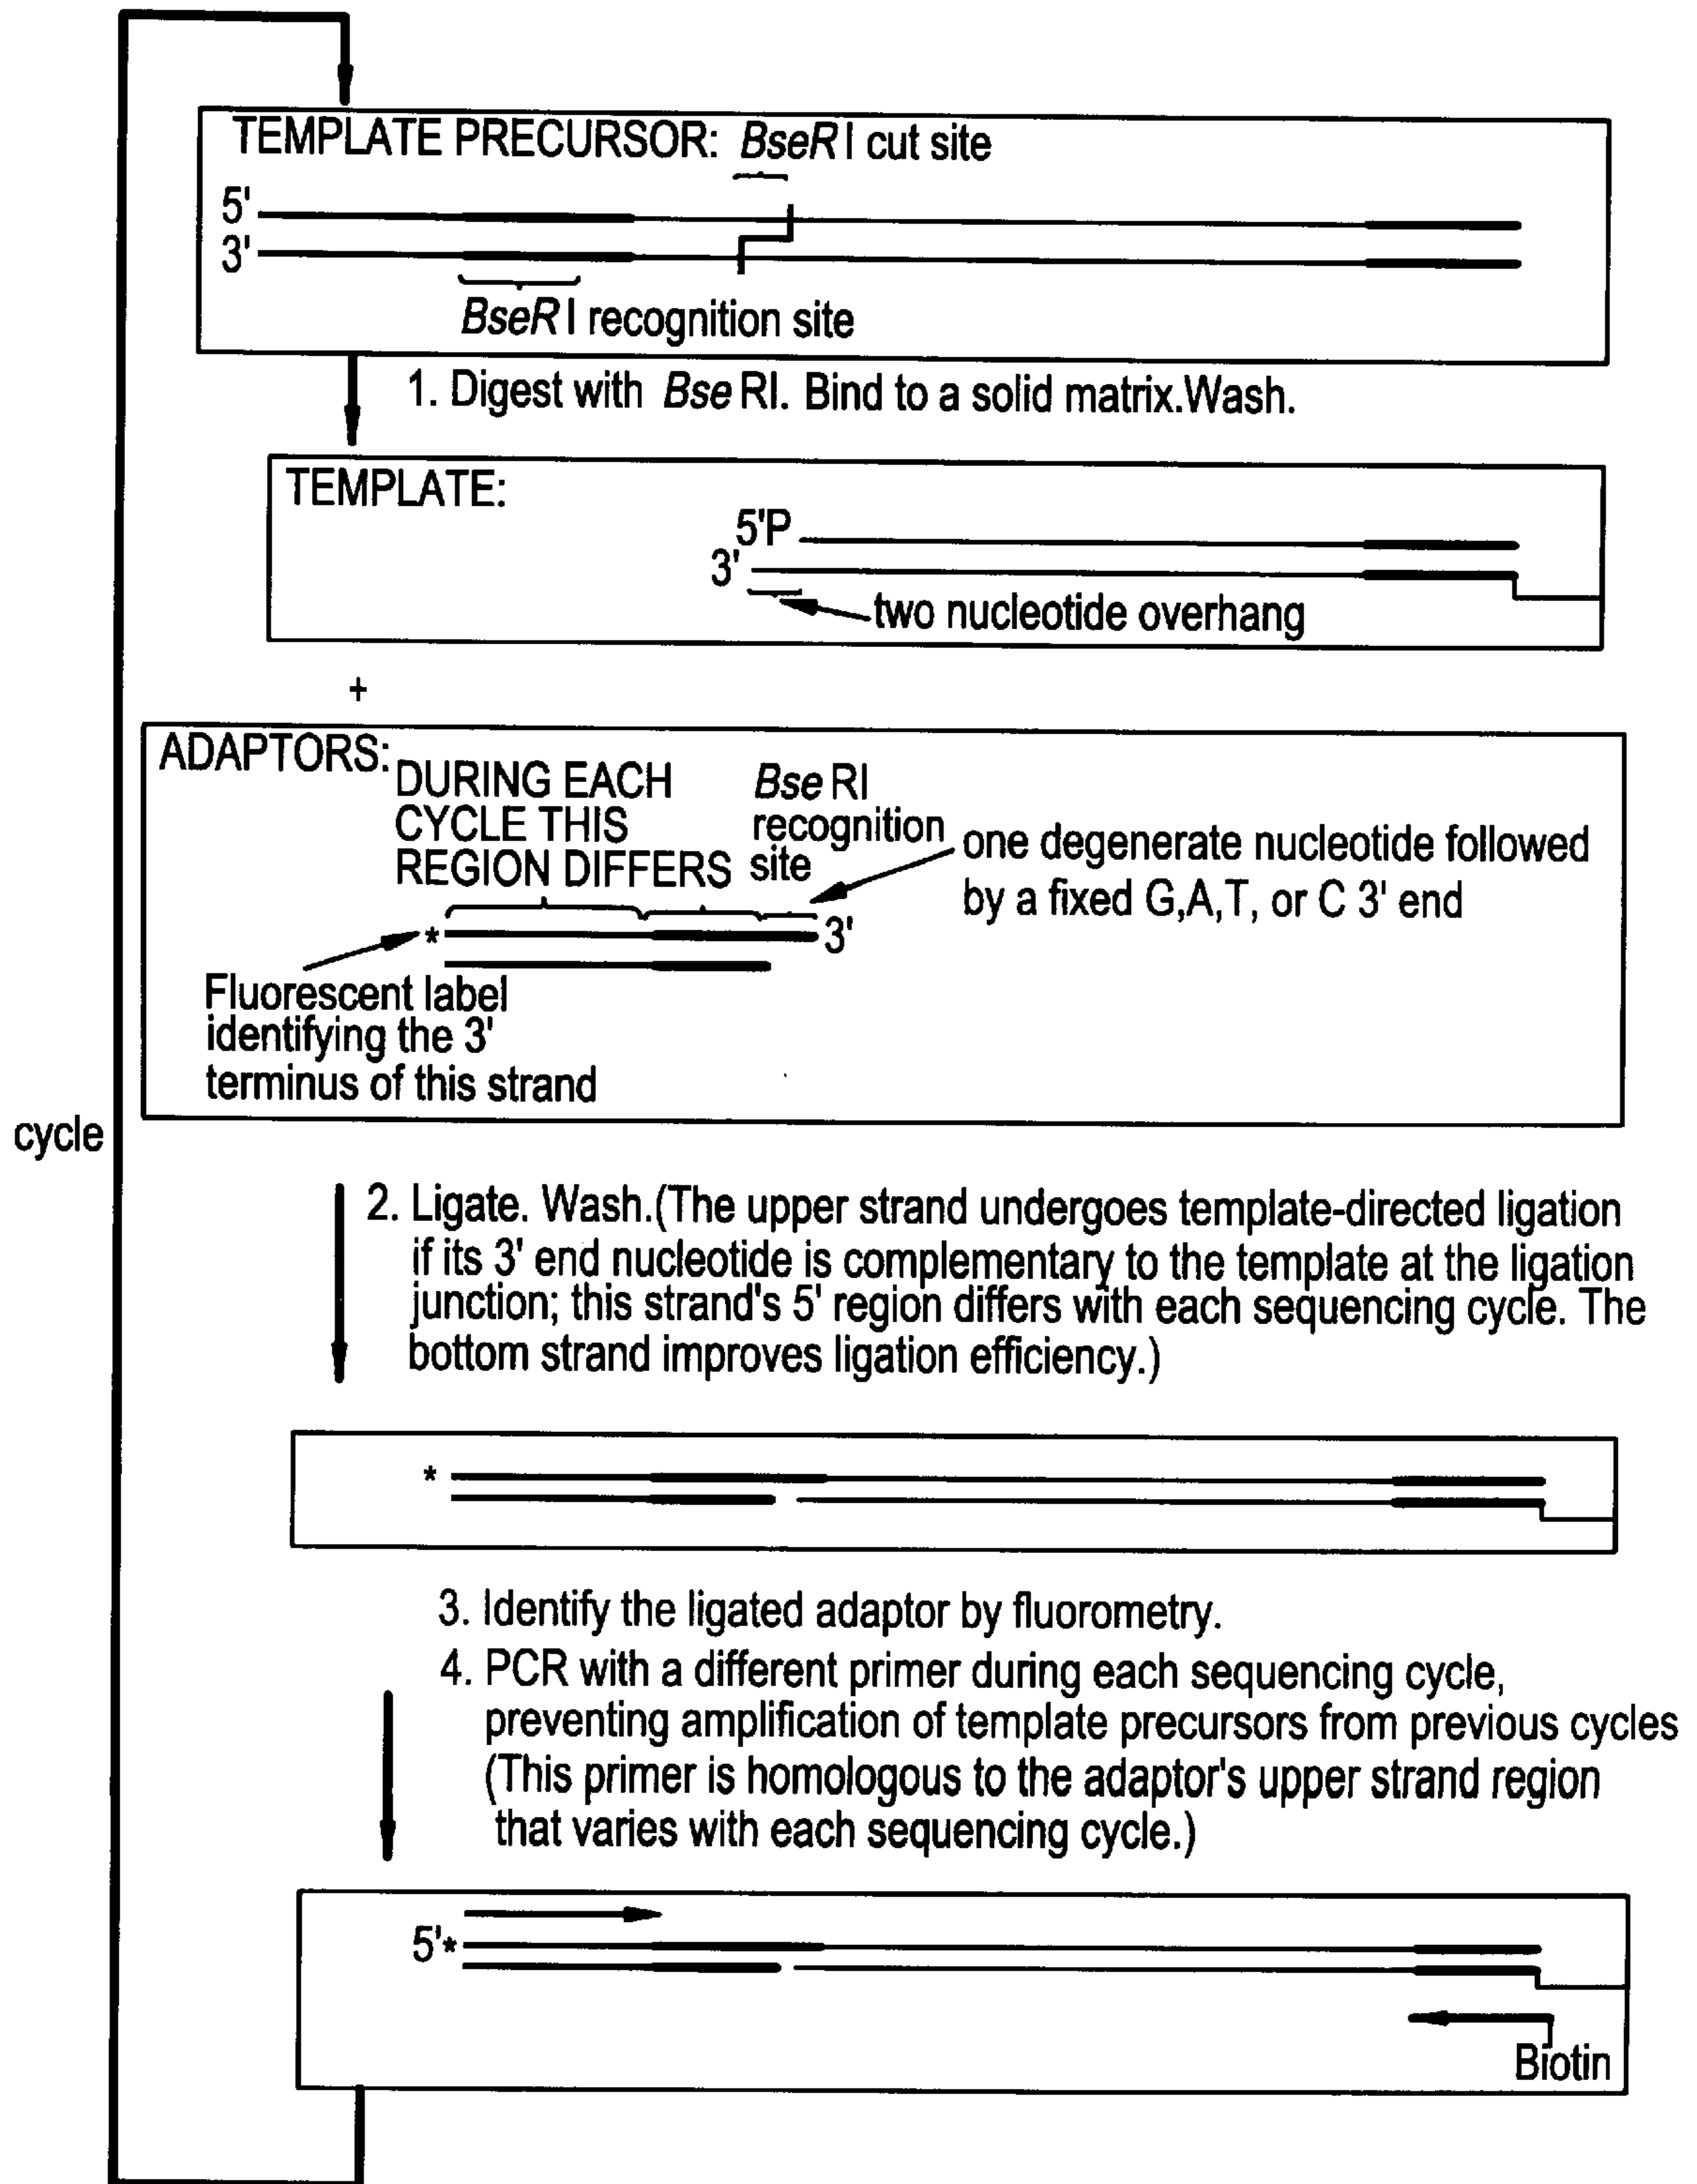 TEMPLATE PRECURSOR: BseR I cut site
5'
3'
BseR I recognition site
1. Digest with Bse RI. Bind to a solid matrix.Wash.
TEMPLATE:
5'P
3'
two nucleotide overhang
+
ADAPTORS:
DURING EACH
CYCLE THIS
REGION DIFFERS
Bse RI
recognition
site
one degenerate nucleotide followed
by a fixed G,A,T, or C 3' end
* 3'
Fluorescent label
identifying the 3'
terminus of this strand
cycle
2. Ligate. Wash.(The upper strand undergoes template-directed ligation
if its 3' end nucleotide is complementary to the template at the ligation
junction; this strand's 5' region differs with each sequencing cycle. The
bottom strand improves ligation efficiency.)
*
3. Identify the ligated adaptor by fluorometry.
4. PCR with a different primer during each sequencing cycle,
preventing amplification of template precursors from previous cycles
(This primer is homologous to the adaptor's upper strand region
that varies with each sequencing cycle.)
5'*
Biotin